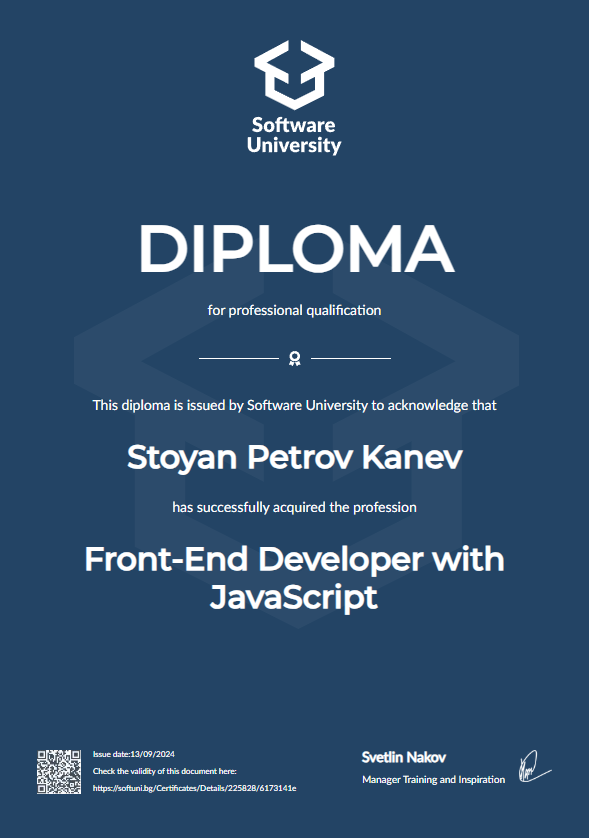 Software
University
DIPLOMA
for professional qualification
This diploma is issued by Software University to acknowledge that
Stoyan Petrov Kanev
has successfully acquired the profession
Front-End Developer with
JavaScript
Issue date:13/09/2024
Check the validity of this document here:
https://softuni.bg/Certificates/Details/225828/6173141e
Svetlin Nakov
Manager Training and Inspiration